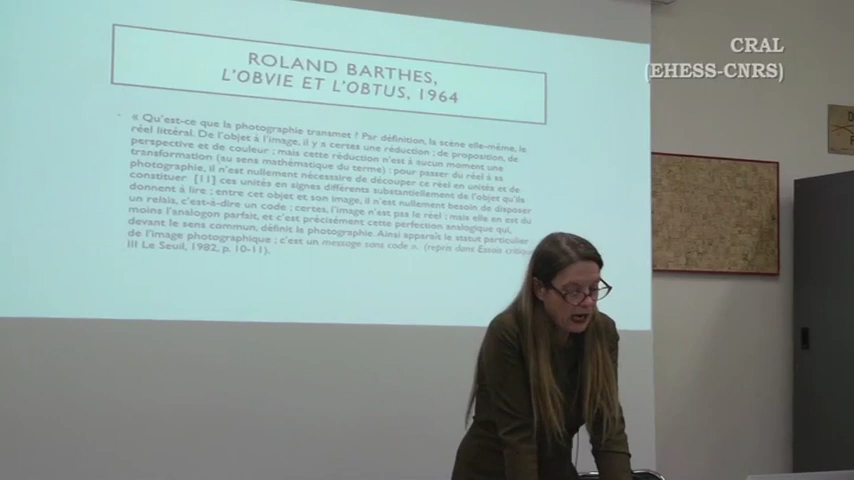 CRAL
(EHESS-CNRS)
ROLAND BARTHES,
L'OBVIE ET L'OBTUS, 1964
« Qu'est-ce que la photographie transmet ? Par définition, la scène elle-même, le
réel littéral. De l'objet à l'image, il y a certes une réduction : de proposition, de
perspective et de couleur ; mais cette réduction n'est à aucun moment une
transformation (au sens mathématique du terme) ; pour passer du réel à sa
photographie, il n'est nullement nécessaire de découper ce réel en unités et de
constituer [11] ces unités en signes différents substantiellement de l'objet qu'ils
donnent à lire ; entre cet objet et son image, il n'est nullement besoin de disposer
un relais, c'est-à-dire un code ; certes, l'image n'est pas le réel ; mais elle en est du
moins l'analogon parfait, et c'est précisément cette perfection analogique qui,
devant le sens commun, définit la photographie. Ainsi apparaît le statut particulier
de l'image photographique : c'est un message sans code ». (repris dans Essais critique
III Le Seuil, 1982, p. 10-11).